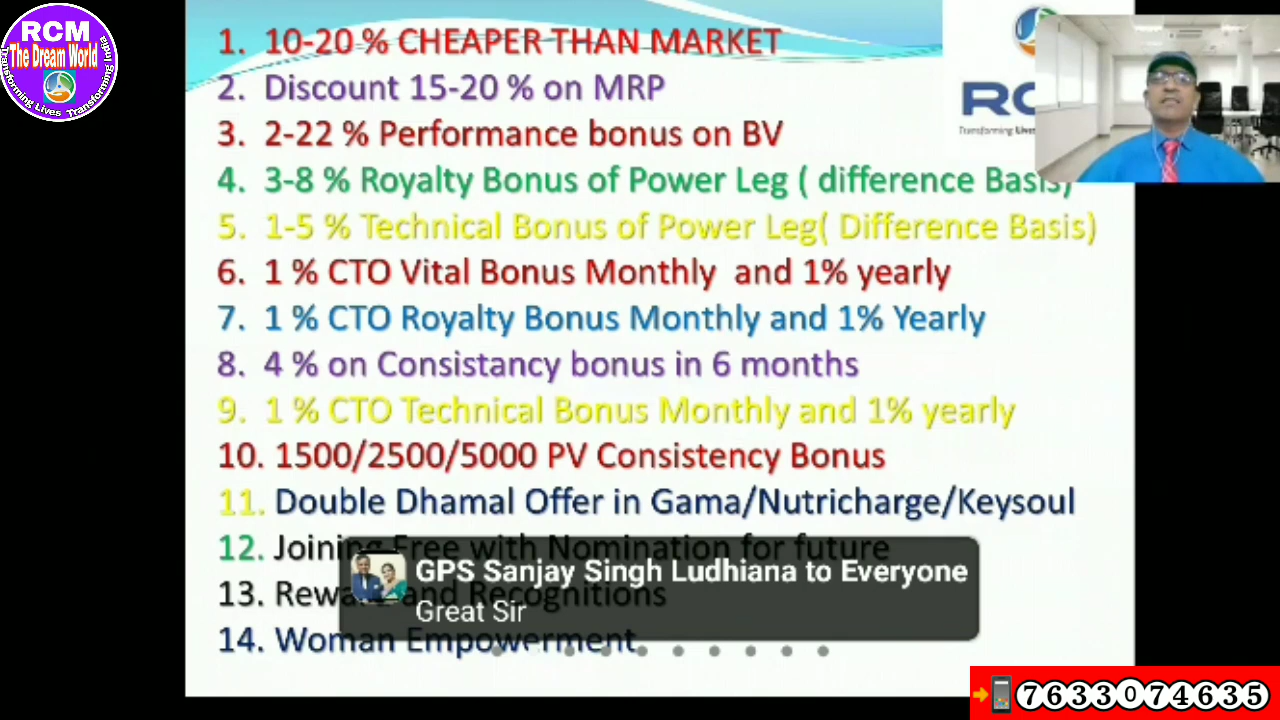 RCM
The Dream World
Transforming Lives Transforming India
1. 10-20 % CHEAPER THAN MARKET
2. Discount 15-20 % on MRP
3. 2-22 % Performance bonus on BV
4. 3-8 % Royalty Bonus of Power Leg ( difference Basis)
5. 1-5 % Technical Bonus of Power Leg( Difference Basis)
6. 1 % CTO Vital Bonus Monthly and 1% yearly
7. 1 % CTO Royalty Bonus Monthly and 1% Yearly
8. 4 % on Consistancy bonus in 6 months
9. 1 % CTO Technical Bonus Monthly and 1% yearly
10. 1500/2500/5000 PV Consistency Bonus
11. Double Dhamal Offer in Gama/Nutricharge/Keysoul
12. Joining Free with Nomination for future
13. Reward and Recognitions
14. Woman Empowerment
RC
Transforming Lives
GPS Sanjay Singh Ludhiana to Everyone
Great Sir
7633074635